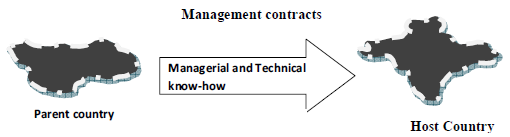 Management contracts
Managerial and Technical
know-how
Parent country
Host Country